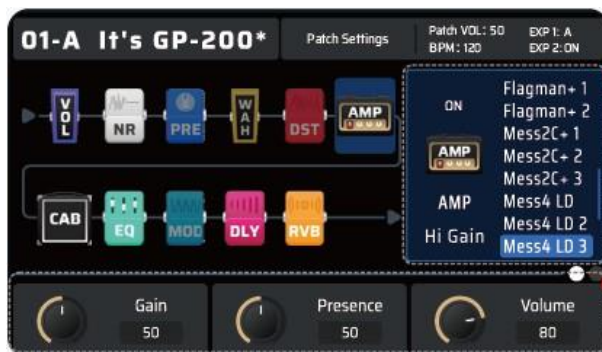 01-A It's GP-200*
Patch Settings
Patch VOL: 50 EXP 1: A
BPM: 120 EXP 2: ON
VOL
NR
PRE
WAH
DST
AMP
CAB
EQ
MOD
DLY
RVB
ON
AMP
AMP
Hi Gain
Flagman+ 1
Flagman+ 2
Mess2C+ 1
Mess2C+ 2
Mess2C+ 3
Mess4 LD
Mess4 LD 2
Mess4 LD 3
Gain
50
Presence
50
Volume
80